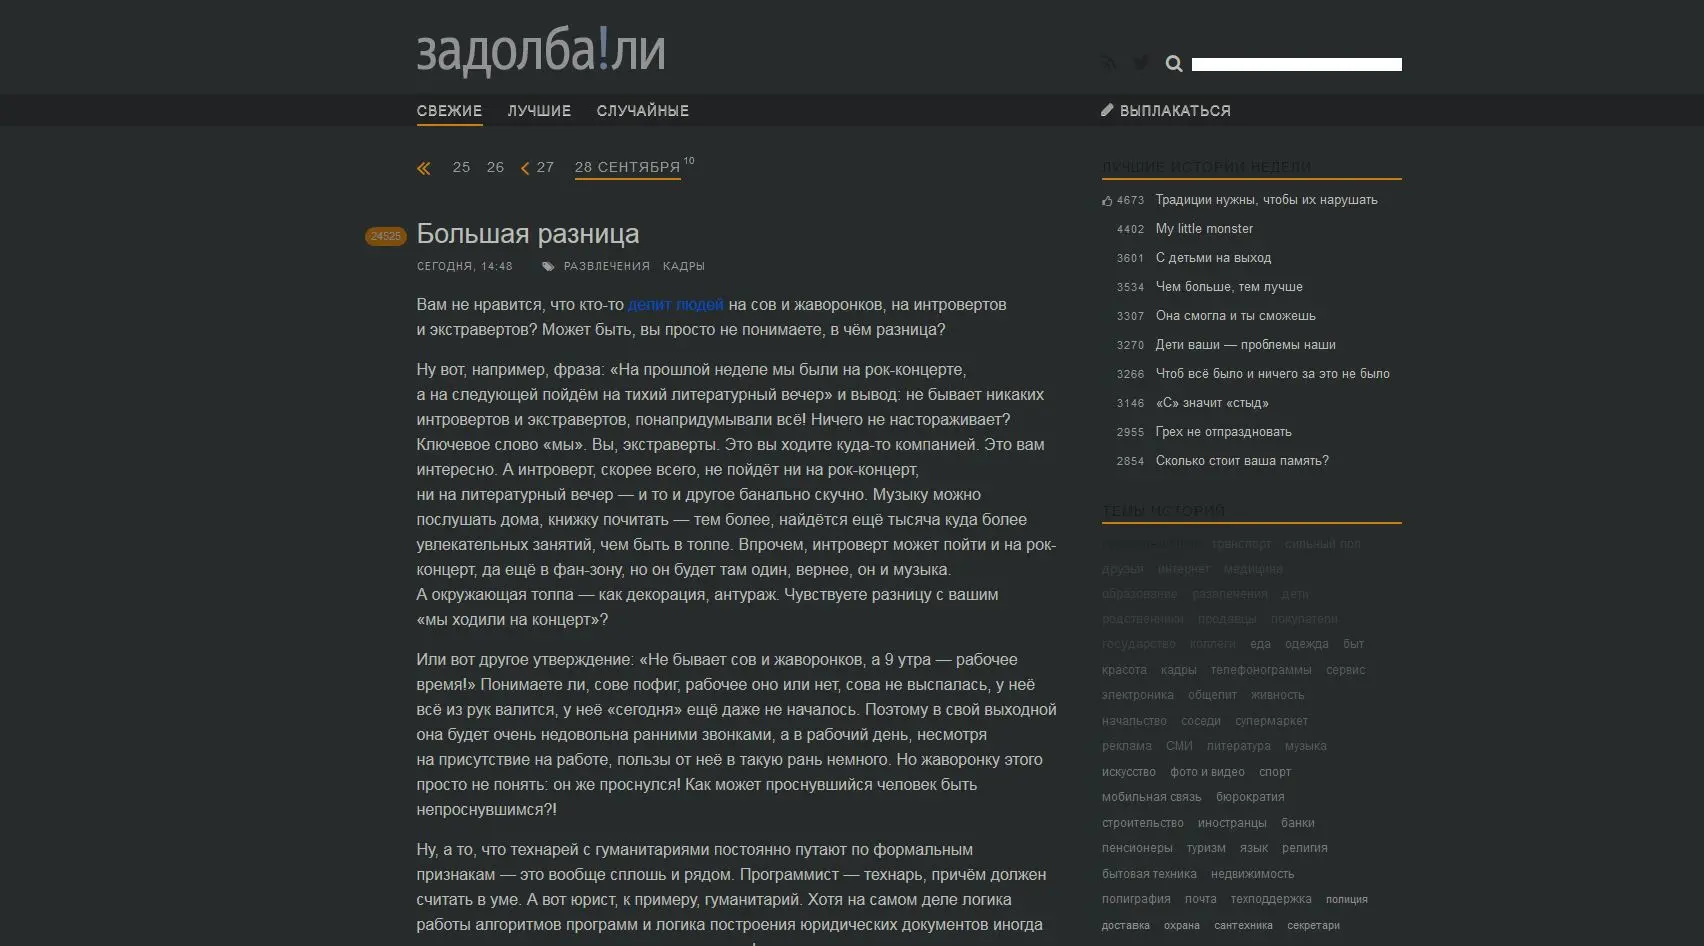 задолба!ли
СВЕЖИЕ ЛУЧШИЕ СЛУЧАЙНЫЕ
ВЫПЛАКАТЬСЯ
25 26 27 28 СЕНТЯБРЯ 10
24525 Большая разница
СЕГОДНЯ, 14:48 РАЗВЛЕЧЕНИЯ КАДРЫ
Вам не нравится, что кто-то делит людей на сов и жаворонков, на интровертов
и экстравертов? Может быть, вы просто не понимаете, в чём разница?
Ну вот, например, фраза: «На прошлой неделе мы были на рок-концерте,
а на следующей пойдём на тихий литературный вечер» и вывод: не бывает никаких
интровертов и экстравертов, понапридумывали всё! Ничего не настораживает?
Ключевое слово «мы». Вы, экстраверты. Это вы ходите куда-то компанией. Это вам
интересно. А интроверт, скорее всего, не пойдёт ни на рок-концерт,
ни на литературный вечер — и то и другое банально скучно. Музыку можно
послушать дома, книжку почитать — тем более, найдётся ещё тысяча куда более
увлекательных занятий, чем быть в толпе. Впрочем, интроверт может пойти и на рок-
концерт, да ещё в фан-зону, но он будет там один, вернее, он и музыка.
А окружающая толпа — как декорация, антураж. Чувствуете разницу с вашим
«мы ходили на концерт»?
Или вот другое утверждение: «Не бывает сов и жаворонков, а 9 утра — рабочее
время!» Понимаете ли, сове пофиг, рабочее оно или нет, сова не выспалась, у неё
всё из рук валится, у неё «сегодня» ещё даже не началось. Поэтому в свой выходной
она будет очень недовольна ранними звонками, а в рабочий день, несмотря
на присутствие на работе, пользы от неё в такую рань немного. Но жаворонку этого
просто не понять: он же проснулся! Как может проснувшийся человек быть
непроснувшимся?!
Ну, а то, что технарей с гуманитариями постоянно путают по формальным
признакам — это вообще сплошь и рядом. Программист — технарь, причём должен
считать в уме. А вот юрист, к примеру, гуманитарий. Хотя на самом деле логика
работы алгоритмов программ и логика построения юридических документов иногда
ЛУЧШИЕ ИСТОРИИ НЕДЕЛИ
4673 Традиции нужны, чтобы их нарушать
4402 My little monster
3601 С детьми на выход
3534 Чем больше, тем лучше
3307 Она смогла и ты сможешь
3270 Дети ваши — проблемы наши
3266 Чтоб всё было и ничего за это не было
3146 «С» значит «стыд»
2955 Грех не отпраздновать
2854 Сколько стоит ваша память?
ТЕМЫ ИСТОРИЙ
транспорт сильный пол
друзья интернет медицина
образование развлечения дети
родственники продавцы покупатели
государство коллеги еда одежда быт
красота кадры телефонограммы сервис
электроника общепит живность
начальство соседи супермаркет
реклама СМИ литература музыка
искусство фото и видео спорт
мобильная связь бюрократия
строительство иностранцы банки
пенсионеры туризм язык религия
бытовая техника недвижимость
полиграфия почта техподдержка полиция
доставка охрана сантехника секретари